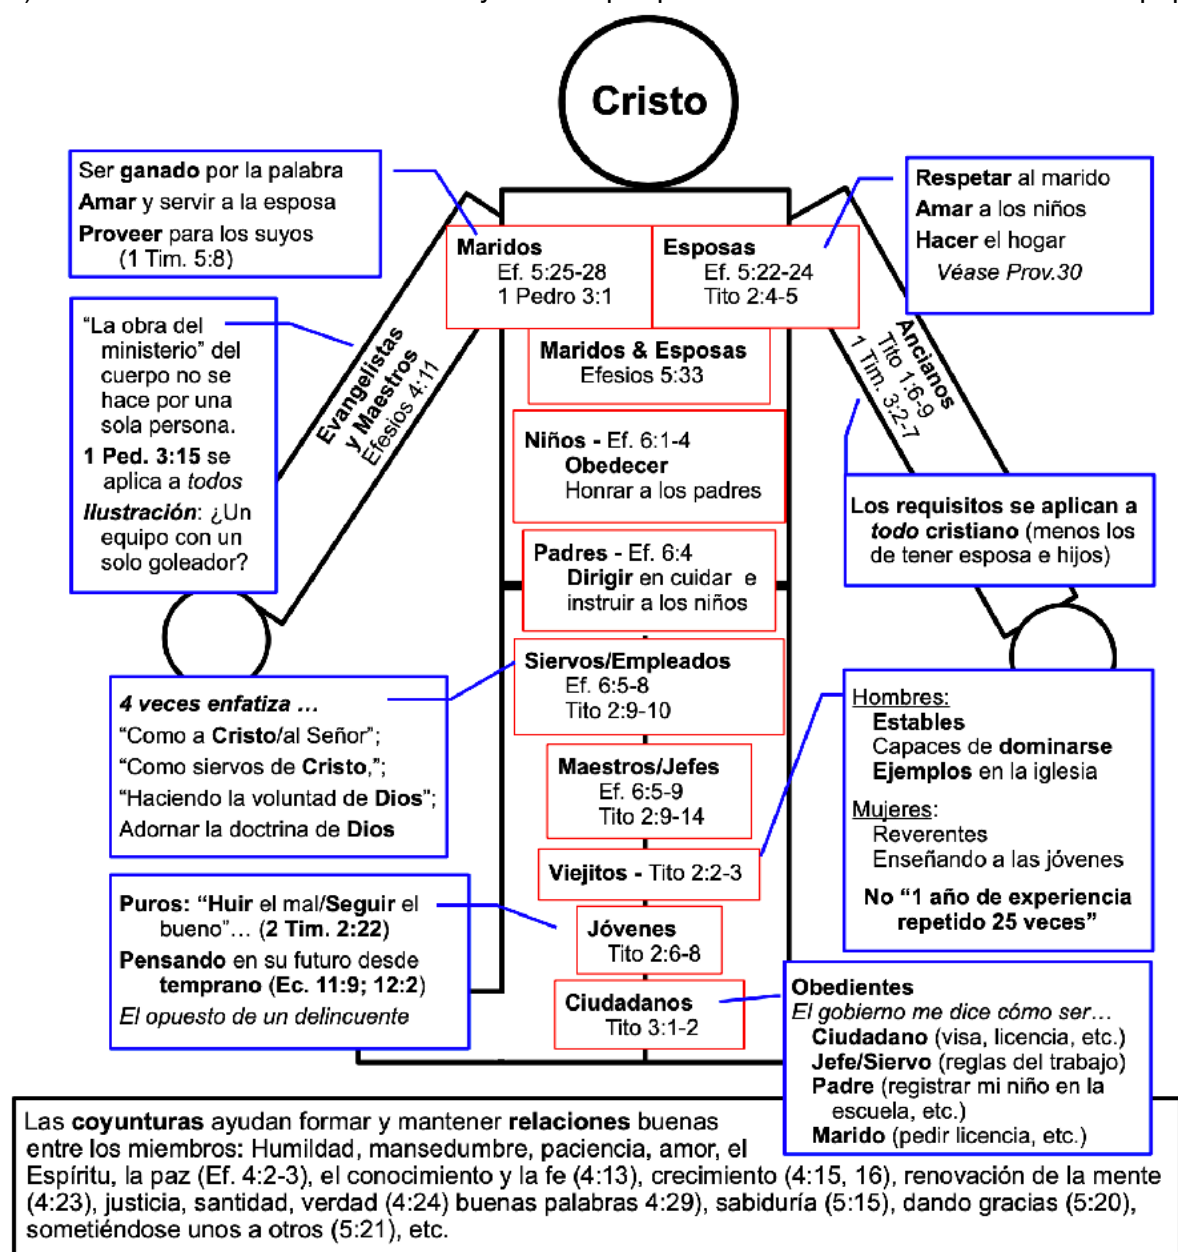 Cristo
Ser ganado por la palabra
Amar y servir a la esposa
Proveer para los suyos
(1 Tim. 5:8)
Respetar al marido
Amar a los niños
Hacer el hogar
Véase Prov.30
Maridos
Ef. 5:25-28
1 Pedro 3:1
Esposas
Ef. 5:22-24
Tito 2:4-5
"La obra del
ministerio" del
cuerpo no se
hace por una
sola persona.
1 Ped. 3:15 se
aplica a todos
Ilustración: ¿Un
equipo con un
solo goleador?
Evangelistas
y Maestros
Efesios 4:11
Maridos & Esposas
Efesios 5:33
Ancianos
Tito 1:6-9
1 Tim. 3:2-7
Niños - Ef. 6:1-4
Obedecer
Honrar a los padres
Los requisitos se aplican a
todo cristiano (menos los
de tener esposa e hijos)
Padres - Ef. 6:4
Dirigir en cuidar e
instruir a los niños
Siervos/Empleados
Ef. 6:5-8
Tito 2:9-10
4 veces enfatiza ...
"Como a Cristo/al Señor";
"Como siervos de Cristo,";
"Haciendo la voluntad de Dios";
Adornar la doctrina de Dios
Hombres:
Estables
Capaces de dominarse
Ejemplos en la iglesia
Mujeres:
Reverentes
Enseñando a las jóvenes
No "1 año de experiencia
repetido 25 veces"
Maestros/Jefes
Ef. 6:5-9
Tito 2:9-14
Viejitos - Tito 2:2-3
Puros: "Huir el mal/Seguir el
bueno"... (2 Tim. 2:22)
Pensando en su futuro desde
temprano (Ec. 11:9; 12:2)
El opuesto de un delincuente
Jóvenes
Tito 2:6-8
Ciudadanos
Tito 3:1-2
Obedientes
El gobierno me dice cómo ser...
Ciudadano (visa, licencia, etc.)
Jefe/Siervo (reglas del trabajo)
Padre (registrar mi niño en la
escuela, etc.)
Marido (pedir licencia, etc.)
Las coyunturas ayudan formar y mantener relaciones buenas
entre los miembros: Humildad, mansedumbre, paciencia, amor, el
Espíritu, la paz (Ef. 4:2-3), el conocimiento y la fe (4:13), crecimiento (4:15, 16), renovación de la mente
(4:23), justicia, santidad, verdad (4:24) buenas palabras 4:29), sabiduría (5:15), dando gracias (5:20),
sometiéndose unos a otros (5:21), etc.